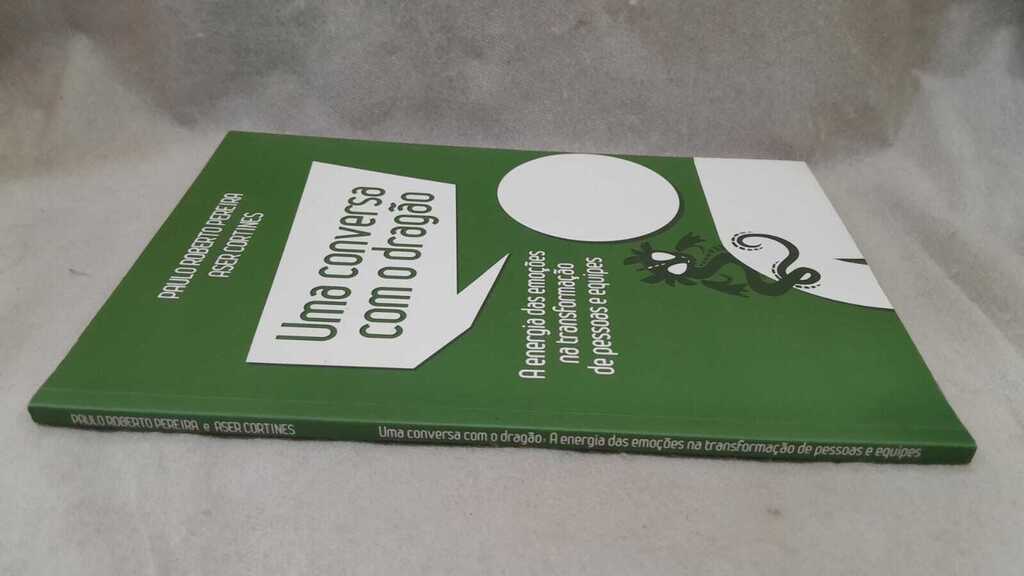 PAULO ROBERTO PEREIRA
ASER CORTINES
Uma conversa
com o dragão
A energia das emoções
na transformação
de pessoas e equipes
PAULO ROBERTO PEREIRA e ASER CORTINES Uma conversa com o dragão: A energia das emoções na transformação de pessoas e equipes